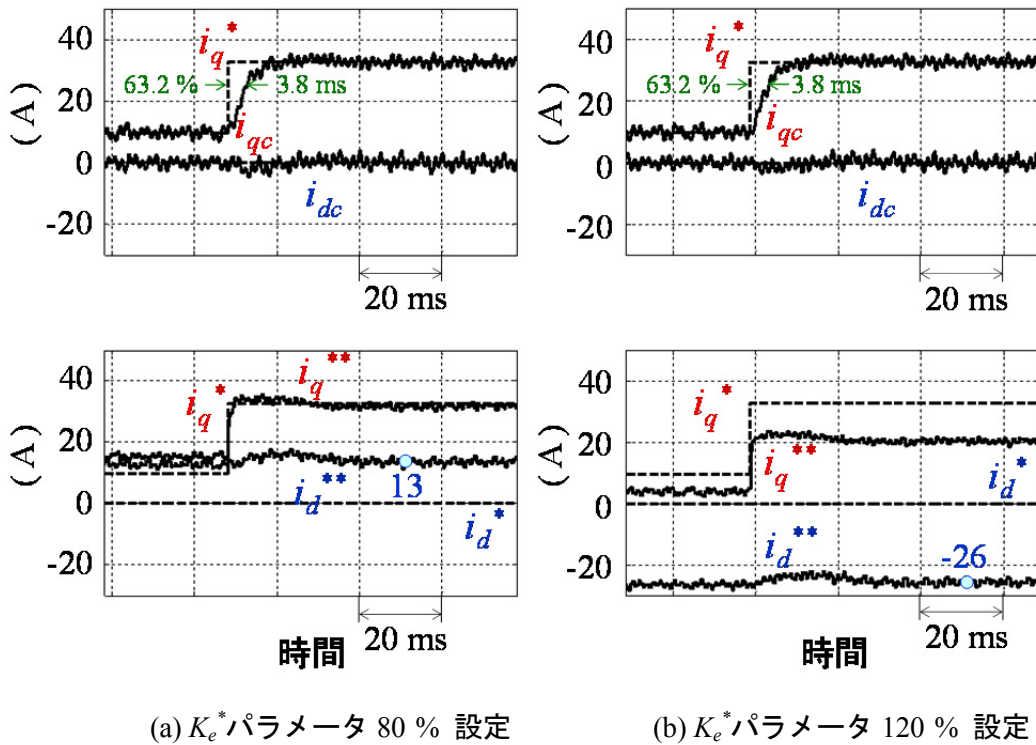 40
20
0
-20
(A)
i_q^*
63.2 %
3.8 ms
i_qc
i_dc
20 ms
40
20
0
-20
(A)
i_q^*
63.2 %
3.8 ms
i_qc
i_dc
20 ms
40
20
0
-20
(A)
i_q^*
i_q^**
i_d^**
13
i_d^*
20 ms
時間
40
20
0
-20
(A)
i_q^*
i_q^**
i_d^*
i_d^**
-26
20 ms
時間
(a) K_e^*パラメータ 80 % 設定
(b) K_e^*パラメータ 120 % 設定